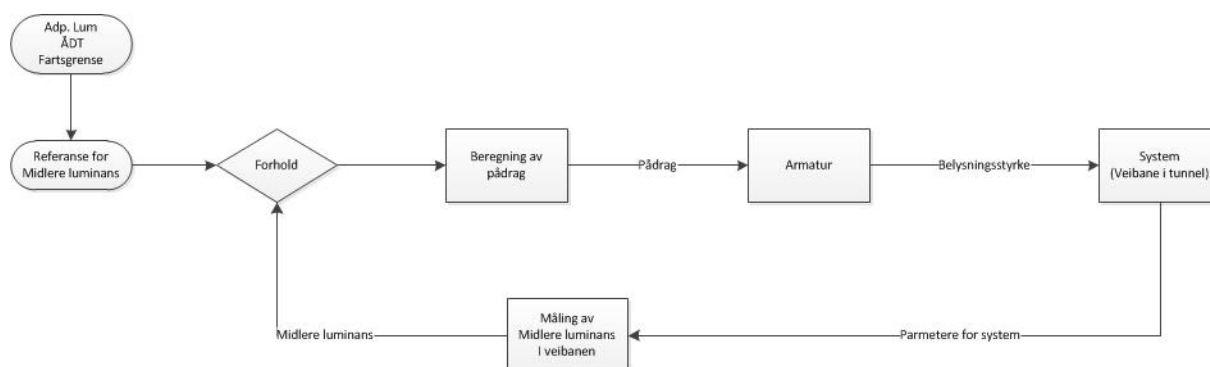 Adp. Lum
ÅDT
Fartsgrense
Referanse for
Midlere luminans
Forhold
Beregning av
pådrag
Pådrag
Armatur
Belysningsstyrke
System
(Veibane i tunnel)
Midlere luminans
Måling av
Midlere luminans
I veibanen
Parmetere for system